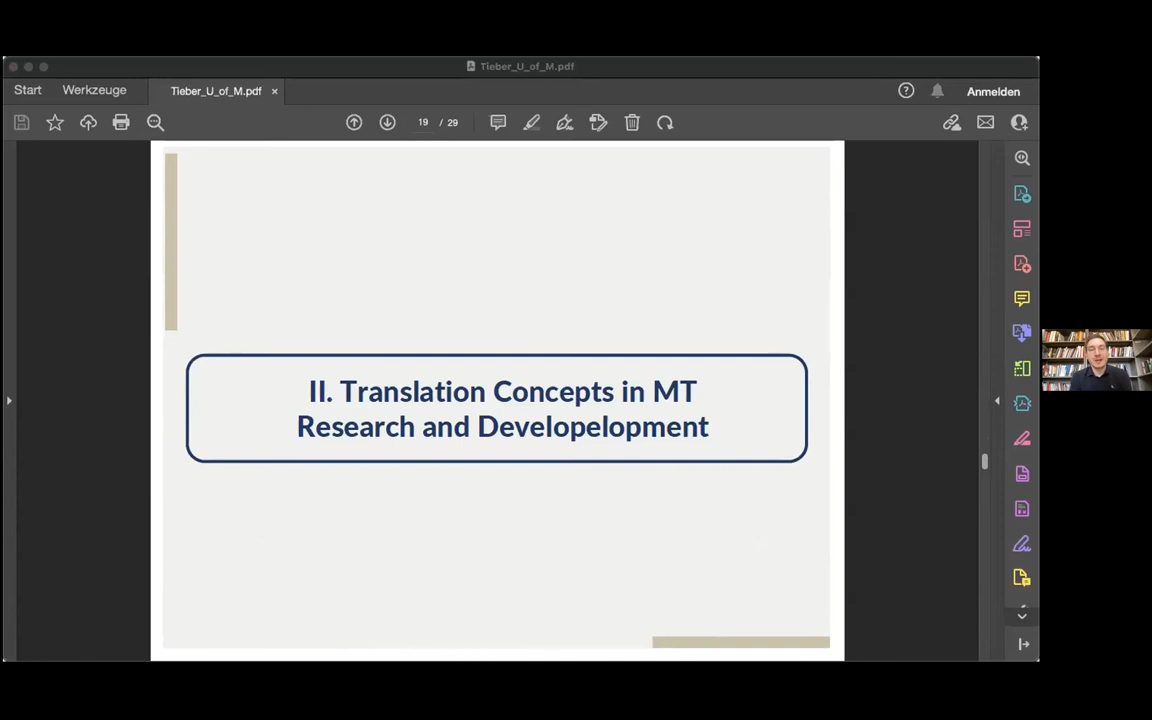 Tieber_U_of_M.pdf
Start
Werkzeuge
Tieber_U_of_M.pdf
Anmelden
19 / 29
II. Translation Concepts in MT
Research and Developelopment